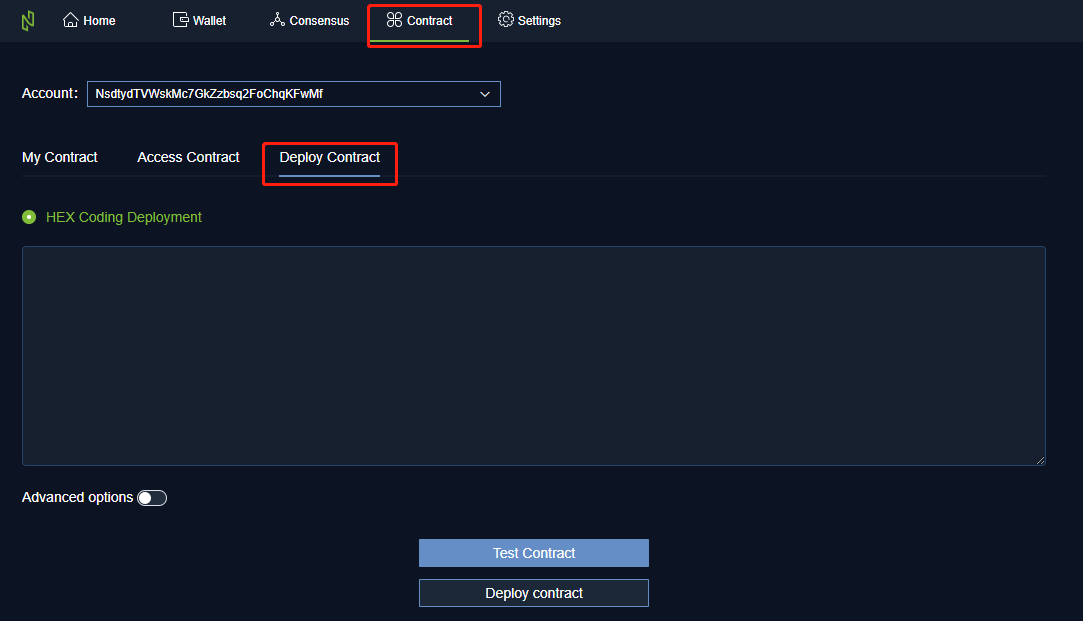 Home Wallet Consensus Contract Settings
Account: NsdtydTVWskMc7GkZzbsq2FoChqKFwMf
My Contract Access Contract Deploy Contract
HEX Coding Deployment
Advanced options
Test Contract
Deploy contract